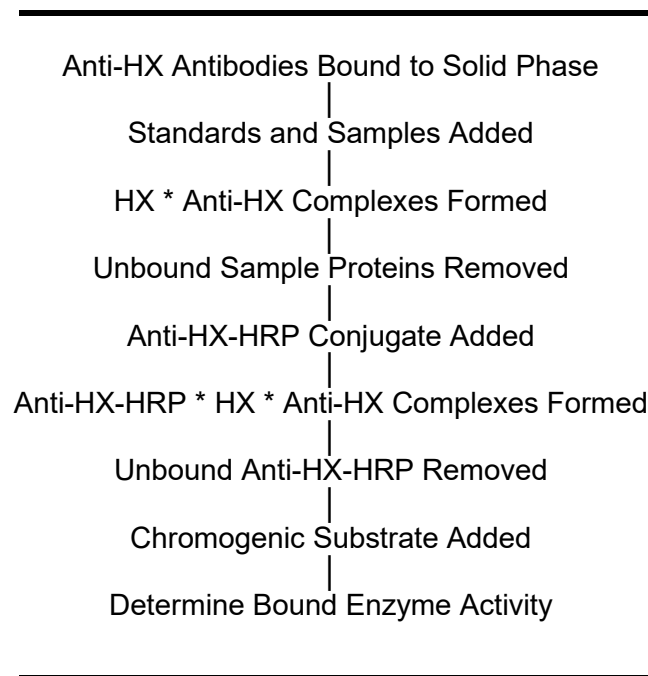 Anti-HX Antibodies Bound to Solid Phase
Standards and Samples Added
HX * Anti-HX Complexes Formed
Unbound Sample Proteins Removed
Anti-HX-HRP Conjugate Added
Anti-HX-HRP * HX * Anti-HX Complexes Formed
Unbound Anti-HX-HRP Removed
Chromogenic Substrate Added
Determine Bound Enzyme Activity